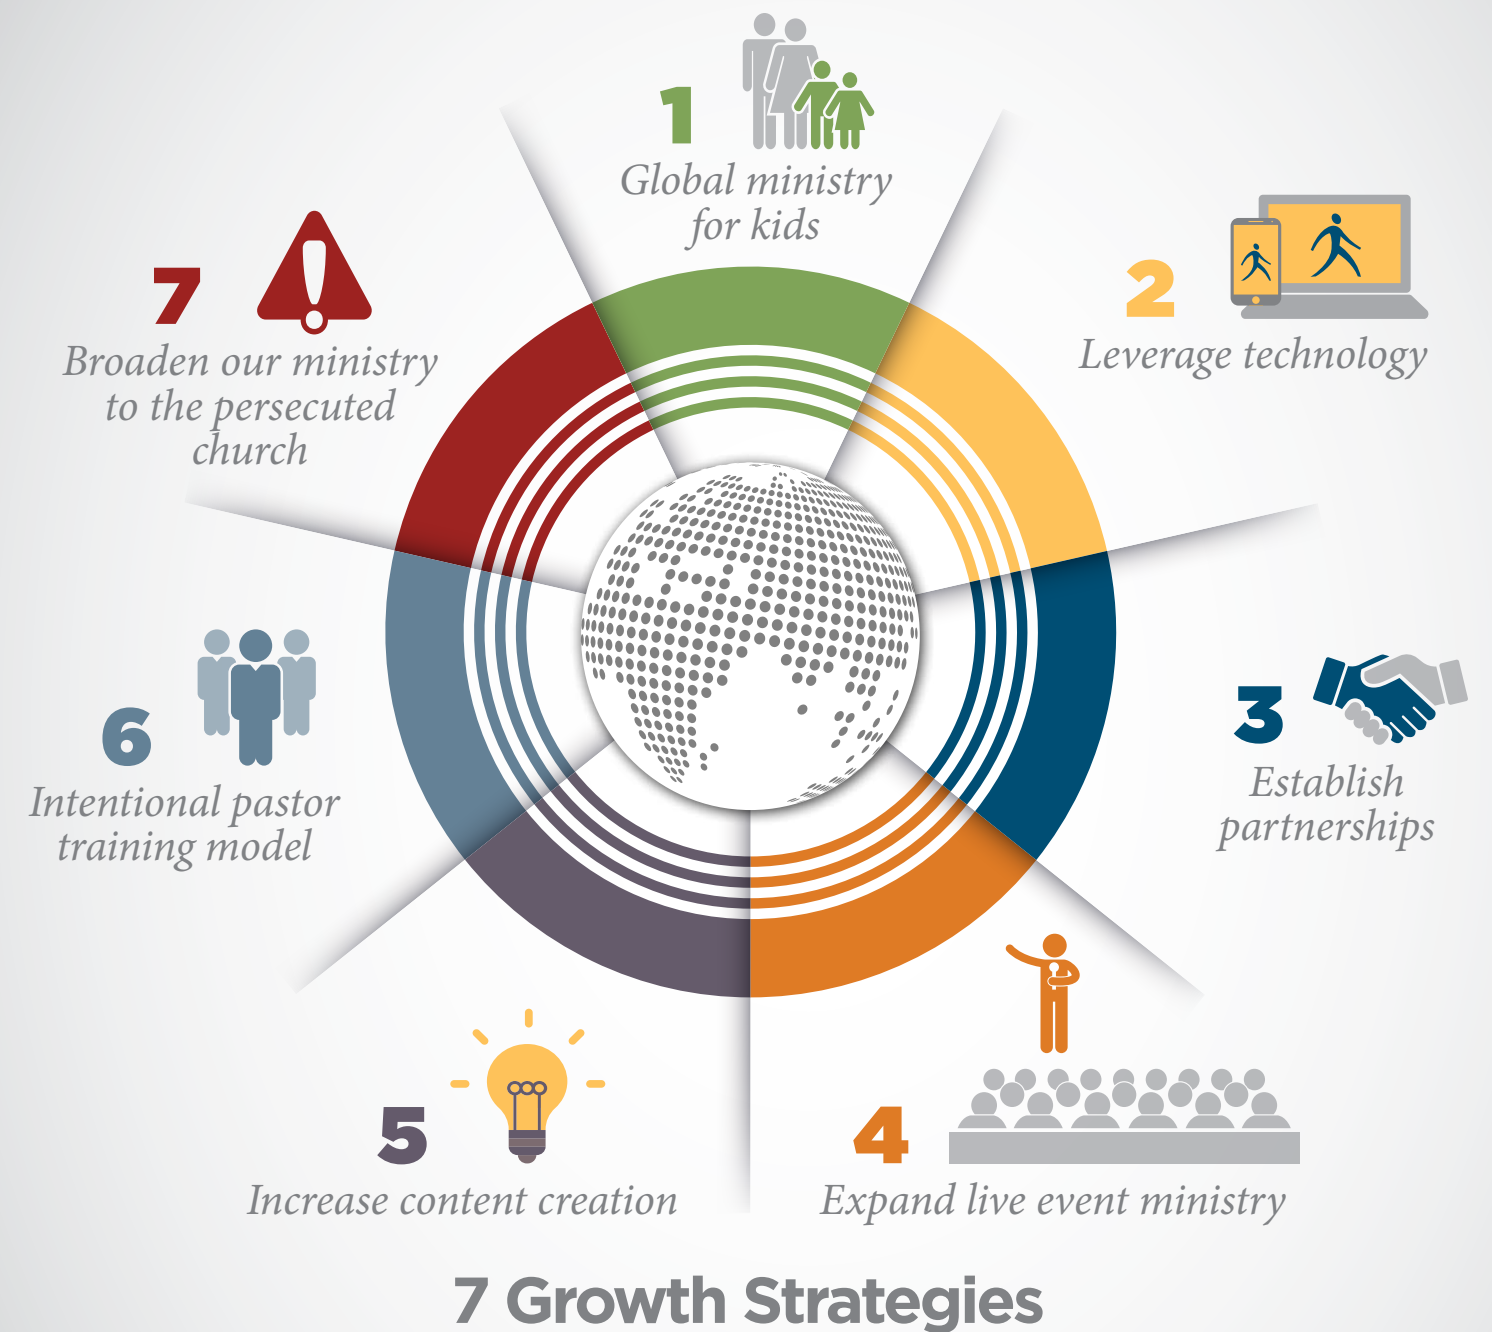 1
Global ministry
for kids
2
Leverage technology
3
Establish
partnerships
4
Expand live event ministry
5
Increase content creation
6
Intentional pastor
training model
7
Broaden our ministry
to the persecuted
church
7 Growth Strategies